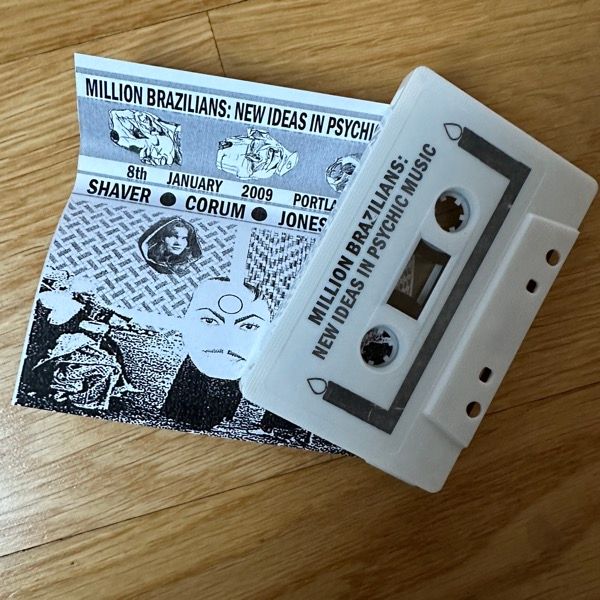 MILLION BRAZILIANS: NEW IDEAS IN PSYCHIC
8th JANUARY 2009
SHAVER ● CORUM ● JONES
MILLION BRAZILIANS:
NEW IDEAS IN PSYCHIC MUSIC